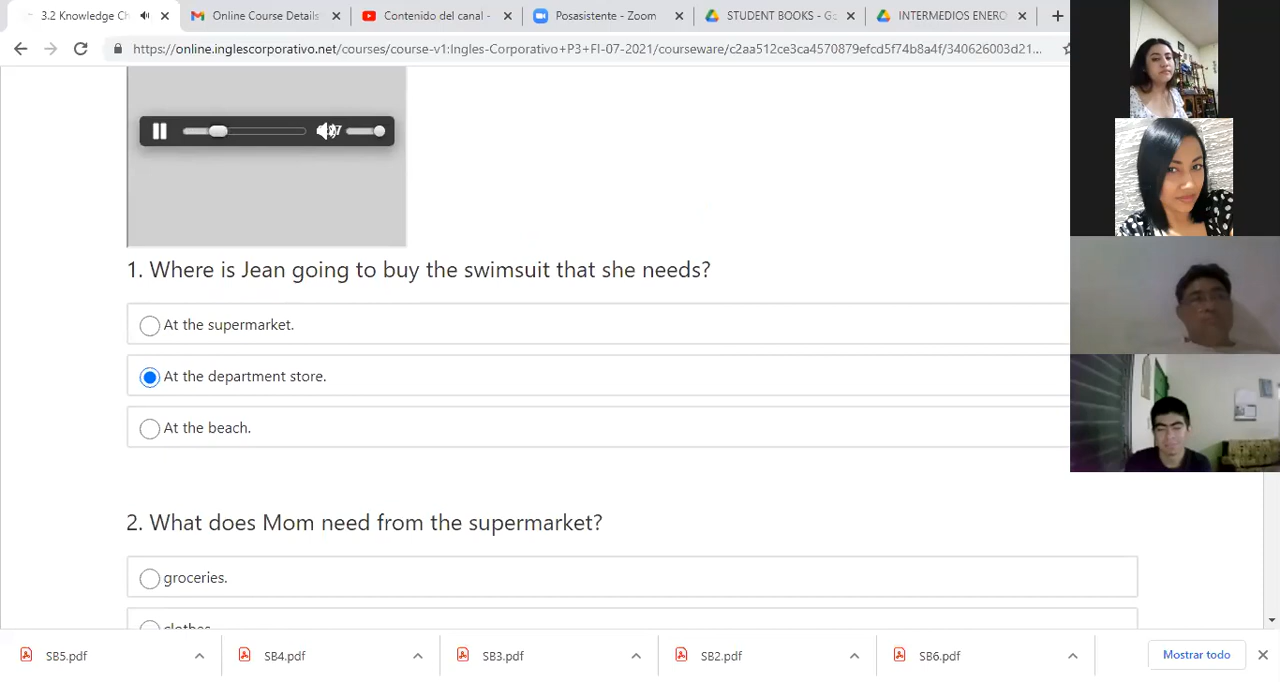 3.2 Knowledge Ch
Online Course Details
Contenido del canal -
Posasistente - Zoom
STUDENT BOOKS - Go
INTERMEDIOS ENERO
https://online.inglescorporativo.net/courses/course-v1:Ingles-Corporativo+P3+FI-07-2021/courseware/c2aa512ce3ca4570879efcd5f74b8a4f/340626003d21...
1. Where is Jean going to buy the swimsuit that she needs?
At the supermarket.
At the department store.
At the beach.
2. What does Mom need from the supermarket?
groceries.
clothes
SB5.pdf
SB4.pdf
SB3.pdf
SB2.pdf
SB6.pdf
Mostrar todo